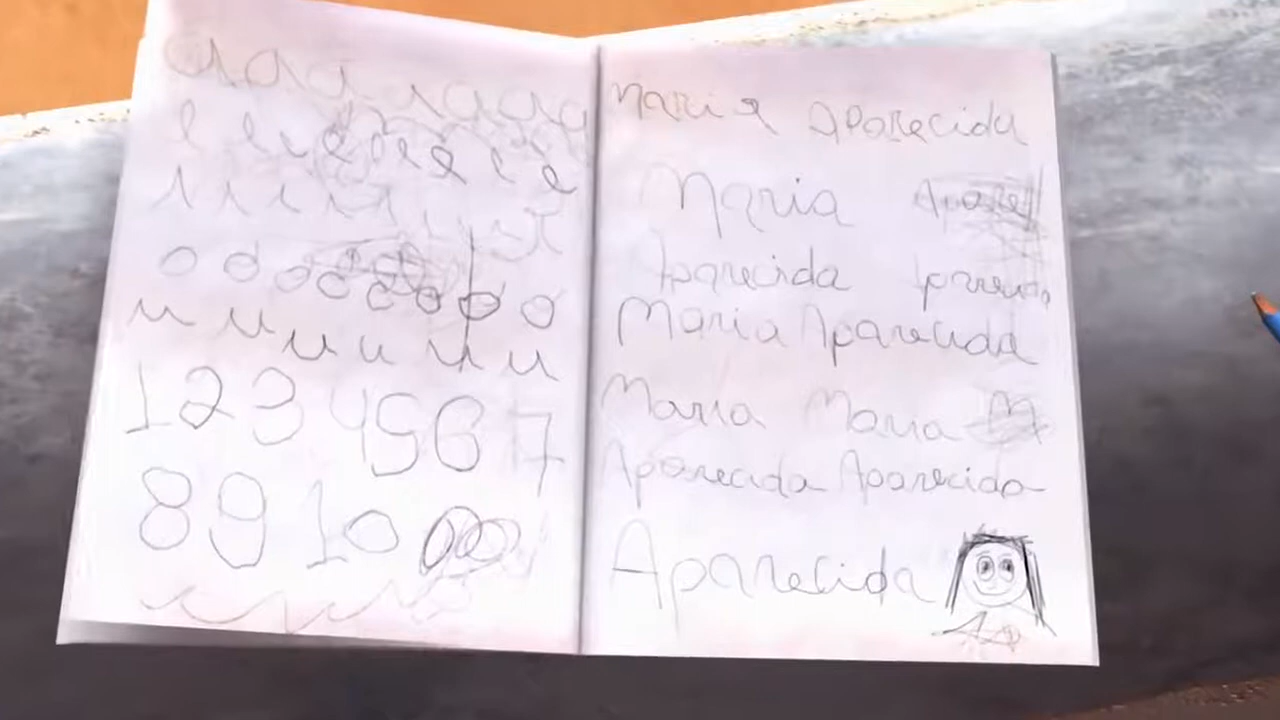 a a a a a a a
e e e e e e e e e
i i i i i i i i
o o o o o o o o
u u u u u u
1 2 3 4 5 6 7
8 9 10
Maria Aparecida
Maria Apare
Aparecida
Maria Aparecida
Maria Maria M
Aparecida Aparecida
Aparecida